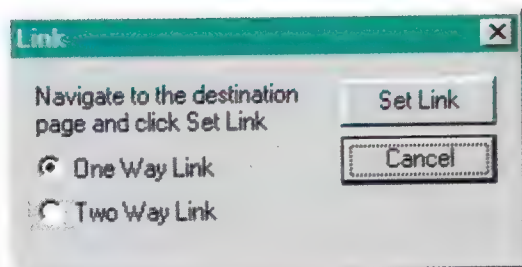 Link
Navigate to the destination
page and click Set Link
One Way Link
Two Way Link
Set Link
Cancel